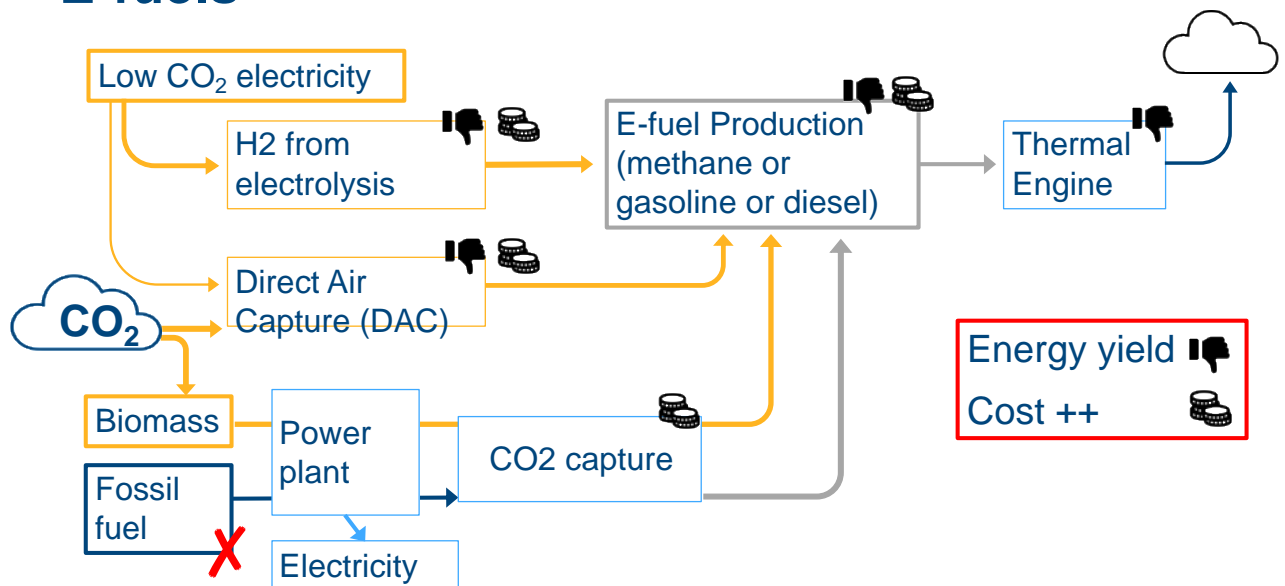 E-fuels
Low CO₂ electricity
H2 from
electrolysis
E-fuel Production
(methane or
gasoline or diesel)
Thermal
Engine
Direct Air
Capture (DAC)
CO₂
Energy yield
Cost ++
Biomass
Power
plant
CO2 capture
Fossil
fuel
Electricity